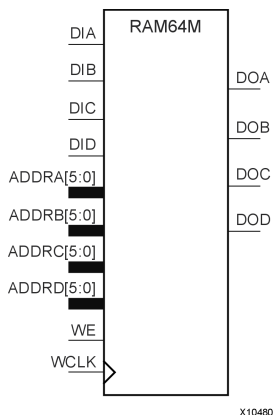 RAM64M
DIA
DIB
DIC
DID
ADDRA[5:0]
ADDRB[5:0]
ADDRC[5:0]
ADDRD[5:0]
WE
WCLK
DOA
DOB
DOC
DOD
X10480